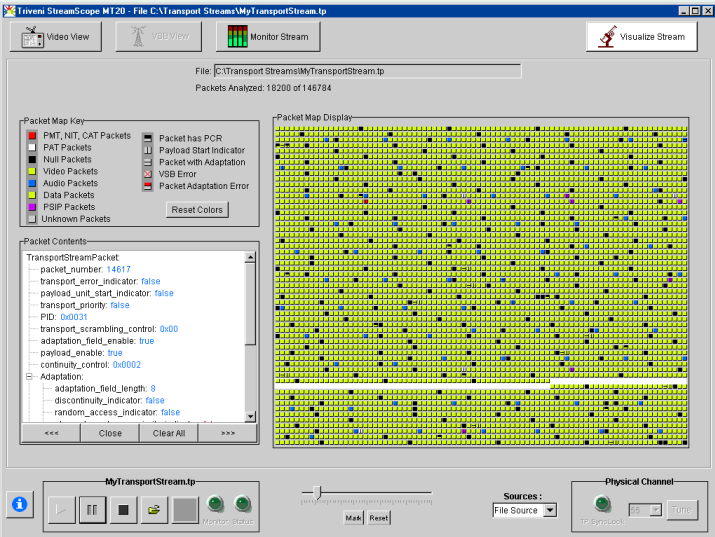 Triveni StreamScope MT20 - File C:\Transport Streams\MyTransportStream.tp
Video View
VSB View
Monitor Stream
Visualize Stream
File: C:\Transport Streams\MyTransportStream.tp
Packets Analyzed: 18200 of 146784
Packet Map Key
PMT, NIT, CAT Packets
PAT Packets
Null Packets
Video Packets
Audio Packets
Data Packets
PSIP Packets
Unknown Packets
Packet has PCR
Payload Start Indicator
Packet with Adaptation
VSB Error
Packet Adaptation Error
Reset Colors
Packet Map Display
Packet Contents
TransportStreamPacket:
packet_number: 14617
transport_error_indicator: false
payload_unit_start_indicator: false
transport_priority: false
PID: 0x0031
transport_scrambling_control: 0x00
adaptation_field_enable: true
payload_enable: true
continuity_control: 0x0002
Adaptation:
adaptation_field_length: 8
discontinuity_indicator: false
random_access_indicator: false
<<< Close Clear All >>>
MyTransportStream.tp
Monitor Status
Mark Reset
Sources :
File Source
Physical Channel
TP SyncLock
55
Tune